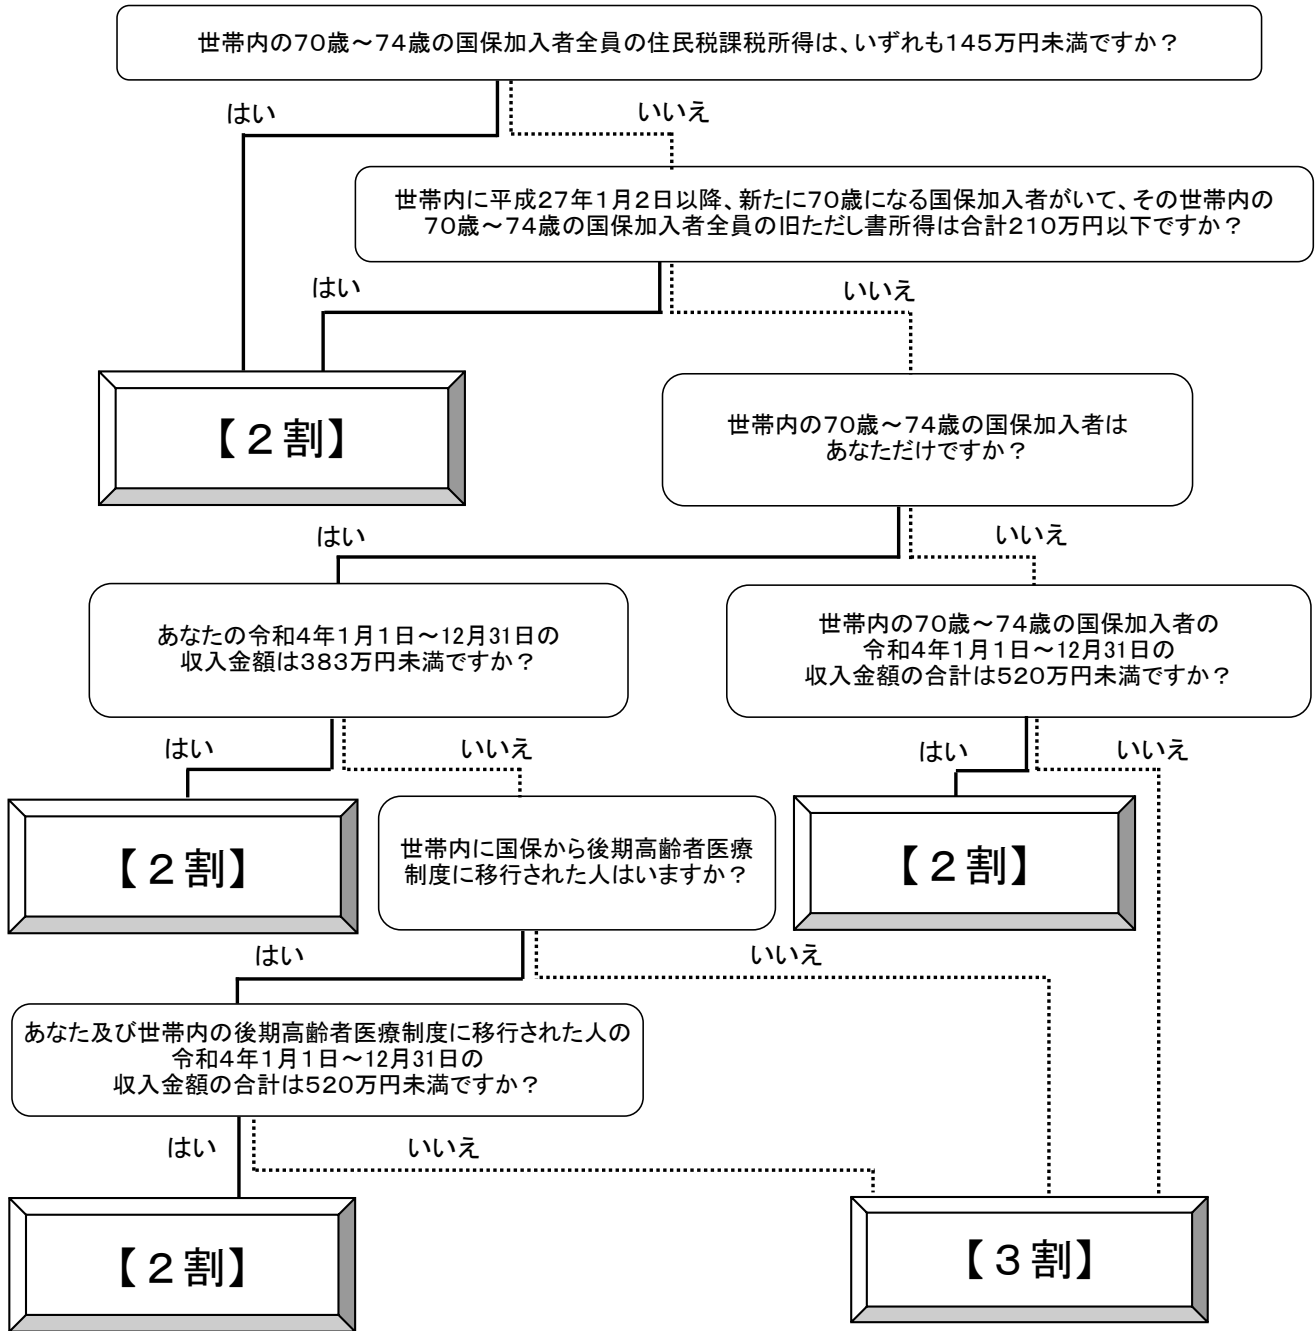 世帯内の70歳～74歳の国保加入者全員の住民税課税所得は、いずれも145万円未満ですか？
はい
いいえ
世帯内に平成27年1月2日以降、新たに70歳になる国保加入者がいて、その世帯内の
70歳～74歳の国保加入者全員の旧ただし書所得は合計210万円以下ですか？
はい
いいえ
【２割】
世帯内の70歳～74歳の国保加入者は
あなただけですか？
はい
いいえ
あなたの令和4年1月1日～12月31日の
収入金額は383万円未満ですか？
世帯内の70歳～74歳の国保加入者の
令和4年1月1日～12月31日の
収入金額の合計は520万円未満ですか？
はい
いいえ
はい
いいえ
【２割】
世帯内に国保から後期高齢者医療
制度に移行された人はいますか？
【２割】
はい
いいえ
あなた及び世帯内の後期高齢者医療制度に移行された人の
令和4年1月1日～12月31日の
収入金額の合計は520万円未満ですか？
はい
いいえ
【２割】
【３割】